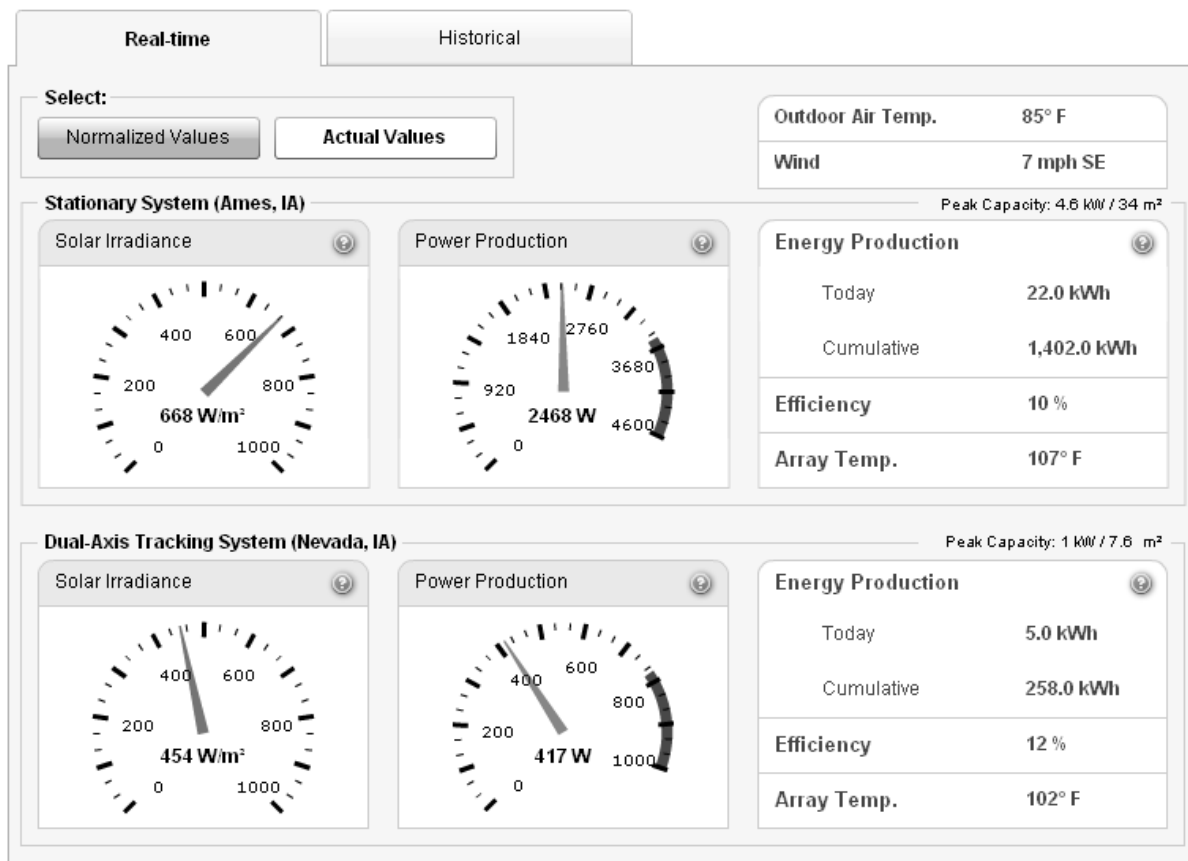 Real-time Historical
Select:
Normalized Values Actual Values
Outdoor Air Temp. 85° F
Wind 7 mph SE
Stationary System (Ames, IA) Peak Capacity: 4.6 kW / 34 m²
Solar Irradiance ?
0 200 400 600 800 1000
668 W/m²
Power Production ?
0 920 1840 2760 3680 4600
2468 W
Energy Production ?
Today 22.0 kWh
Cumulative 1,402.0 kWh
Efficiency 10 %
Array Temp. 107° F
Dual-Axis Tracking System (Nevada, IA) Peak Capacity: 1 kW / 7.6 m²
Solar Irradiance ?
0 200 400 600 800 1000
454 W/m²
Power Production ?
0 200 400 600 800 1000
417 W
Energy Production ?
Today 5.0 kWh
Cumulative 258.0 kWh
Efficiency 12 %
Array Temp. 102° F